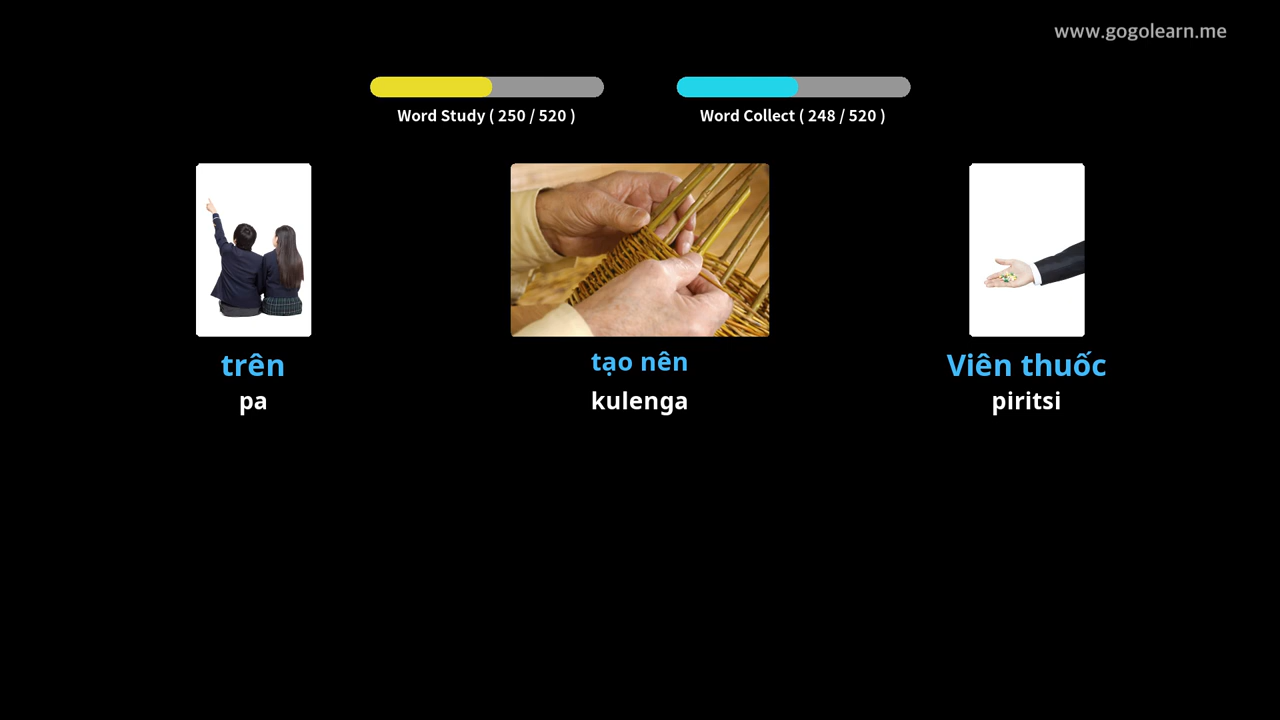 www.gogolearn.me
Word Study ( 250 / 520 )
Word Collect ( 248 / 520 )
trên
pa
tạo nên
kulenga
Viên thuốc
piritsi